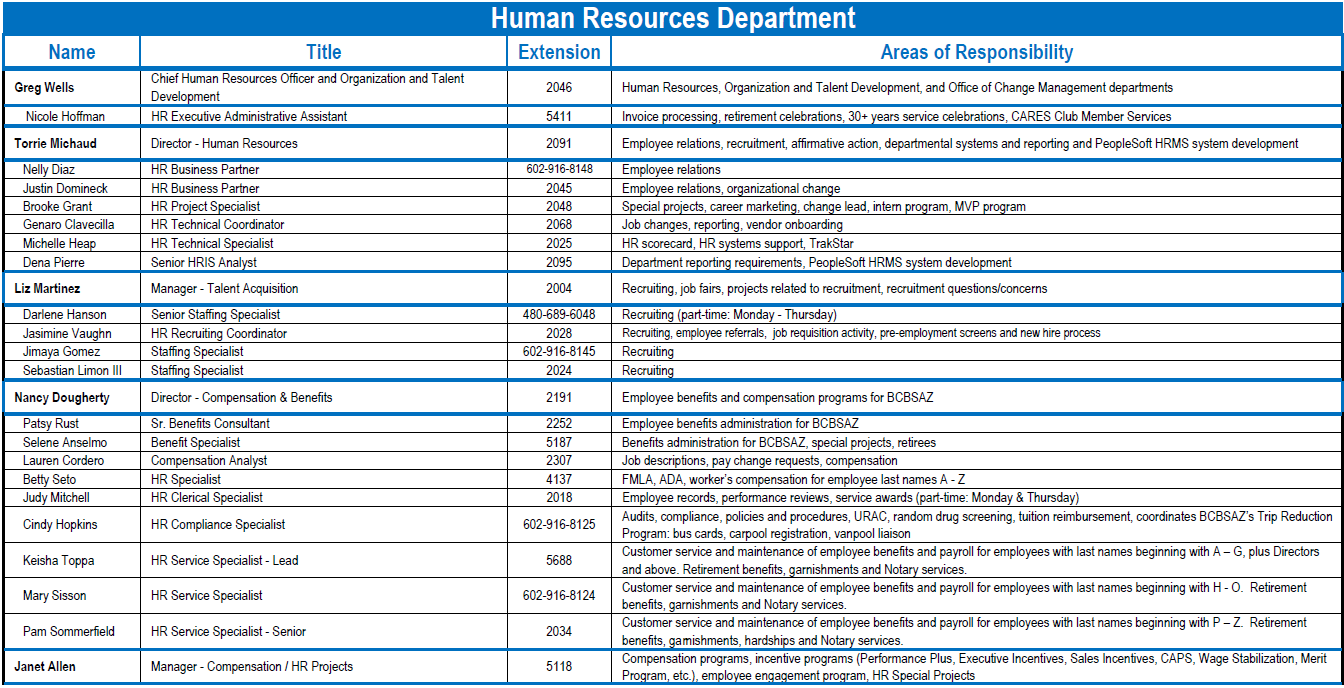 Human Resources Department
Name Title Extension Areas of Responsibility
Greg Wells Chief Human Resources Officer and Organization and Talent Development 2046 Human Resources, Organization and Talent Development, and Office of Change Management departments
Nicole Hoffman HR Executive Administrative Assistant 5411 Invoice processing, retirement celebrations, 30+ years service celebrations, CARES Club Member Services
Torrie Michaud Director - Human Resources 2091 Employee relations, recruitment, affirmative action, departmental systems and reporting and PeopleSoft HRMS system development
Nelly Diaz HR Business Partner 602-916-8148 Employee relations
Justin Domineck HR Business Partner 2045 Employee relations, organizational change
Brooke Grant HR Project Specialist 2048 Special projects, career marketing, change lead, intern program, MVP program
Genaro Clavecilla HR Technical Coordinator 2068 Job changes, reporting, vendor onboarding
Michelle Heap HR Technical Specialist 2025 HR scorecard, HR systems support, TrakStar
Dena Pierre Senior HRIS Analyst 2095 Department reporting requirements, PeopleSoft HRMS system development
Liz Martinez Manager - Talent Acquisition 2004 Recruiting, job fairs, projects related to recruitment, recruitment questions/concerns
Darlene Hanson Senior Staffing Specialist 480-689-6048 Recruiting (part-time: Monday - Thursday)
Jasimine Vaughn HR Recruiting Coordinator 2028 Recruiting, employee referrals, job requisition activity, pre-employment screens and new hire process
Jimaya Gomez Staffing Specialist 602-916-8145 Recruiting
Sebastian Limon III Staffing Specialist 2024 Recruiting
Nancy Dougherty Director - Compensation & Benefits 2191 Employee benefits and compensation programs for BCBSAZ
Patsy Rust Sr. Benefits Consultant 2252 Employee benefits administration for BCBSAZ
Selene Anselmo Benefit Specialist 5187 Benefits administration for BCBSAZ, special projects, retirees
Lauren Cordero Compensation Analyst 2307 Job descriptions, pay change requests, compensation
Betty Seto HR Specialist 4137 FMLA, ADA, worker's compensation for employee last names A - Z
Judy Mitchell HR Clerical Specialist 2018 Employee records, performance reviews, service awards (part-time: Monday & Thursday)
Cindy Hopkins HR Compliance Specialist 602-916-8125 Audits, compliance, policies and procedures, URAC, random drug screening, tuition reimbursement, coordinates BCBSAZ's Trip Reduction
Program: bus cards, carpool registration, vanpool liaison
Keisha Toppa HR Service Specialist - Lead 5688 Customer service and maintenance of employee benefits and payroll for employees with last names beginning with A – G, plus Directors
and above. Retirement benefits, garnishments and Notary services.
Mary Sisson HR Service Specialist 602-916-8124 Customer service and maintenance of employee benefits and payroll for employees with last names beginning with H - O. Retirement
benefits, garnishments and Notary services.
Pam Sommerfield HR Service Specialist - Senior 2034 Customer service and maintenance of employee benefits and payroll for employees with last names beginning with P – Z. Retirement
benefits, garnishments, hardships and Notary services.
Janet Allen Manager - Compensation / HR Projects 5118 Compensation programs, incentive programs (Performance Plus, Executive Incentives, Sales Incentives, CAPS, Wage Stabilization, Merit
Program, etc.), employee engagement program, HR Special Projects